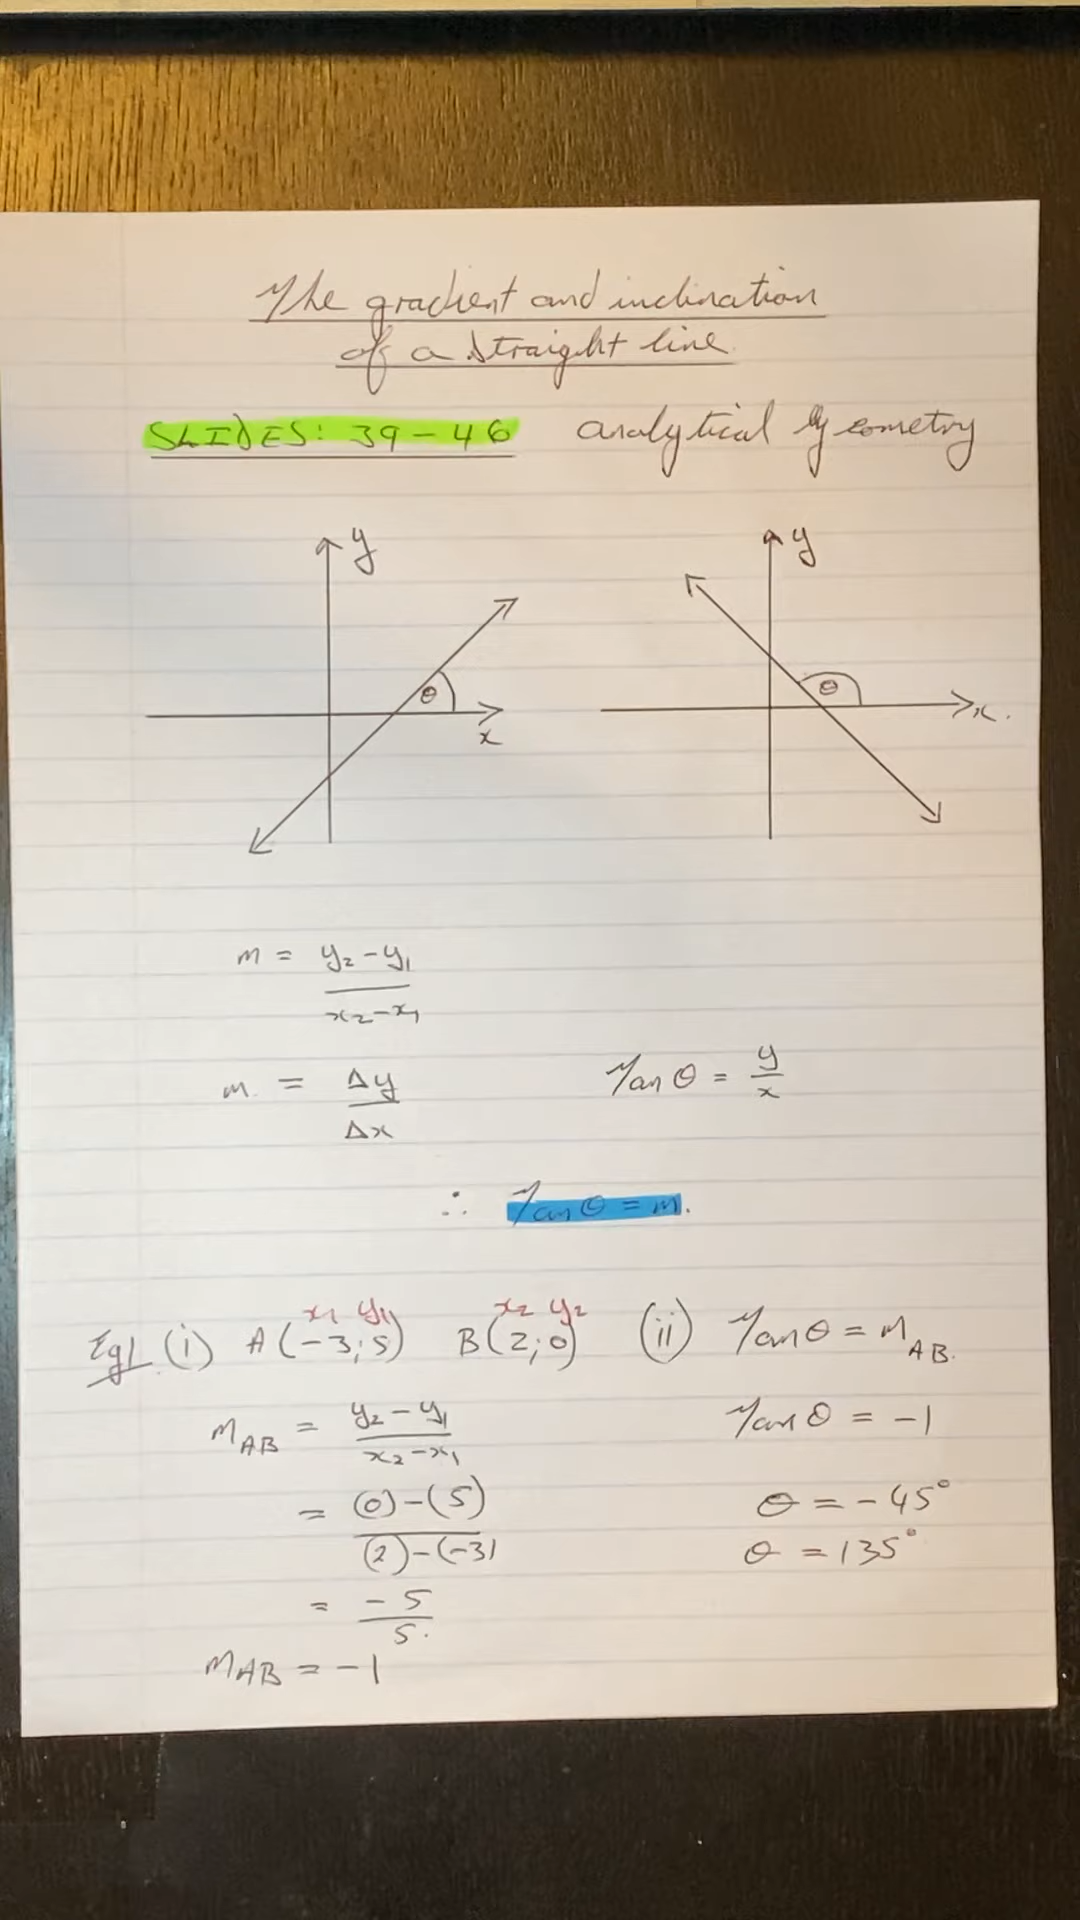 The gradient and inclination
of a straight line
SLIDES: 39-46 analytical geometry
y
θ
x
y
θ
x.
m = y₂-y₁
x₂-x₁
m = Δy
Δx
Tan θ = y
x
∴ Tan θ = m.
x₁ y₁ x₂ y₂
Eg1 (i) A(-3;5) B(2;0) (ii) Tan θ = M AB.
M AB = y₂-y₁
x₂-x₁
Tan θ = -1
= (0)-(5)
(2)-(-3)
θ = -45°
θ = 135°
= -5
5.
M AB = -1